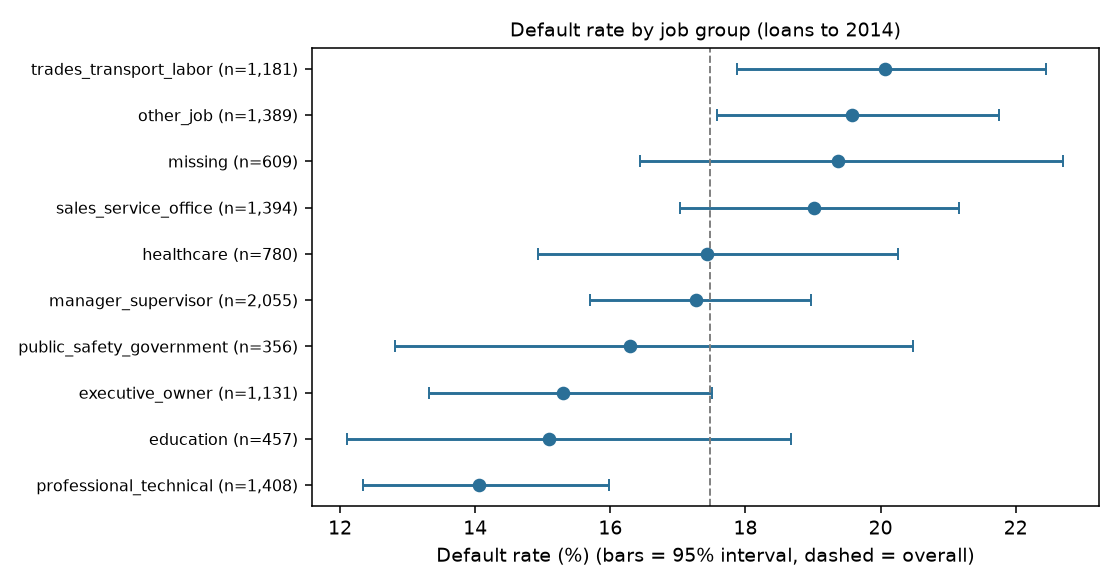 Default rate by job group (loans to 2014)
trades_transport_labor (n=1,181)
other_job (n=1,389)
missing (n=609)
sales_service_office (n=1,394)
healthcare (n=780)
manager_supervisor (n=2,055)
public_safety_government (n=356)
executive_owner (n=1,131)
education (n=457)
professional_technical (n=1,408)
12 14 16 18 20 22
Default rate (%) (bars = 95% interval, dashed = overall)